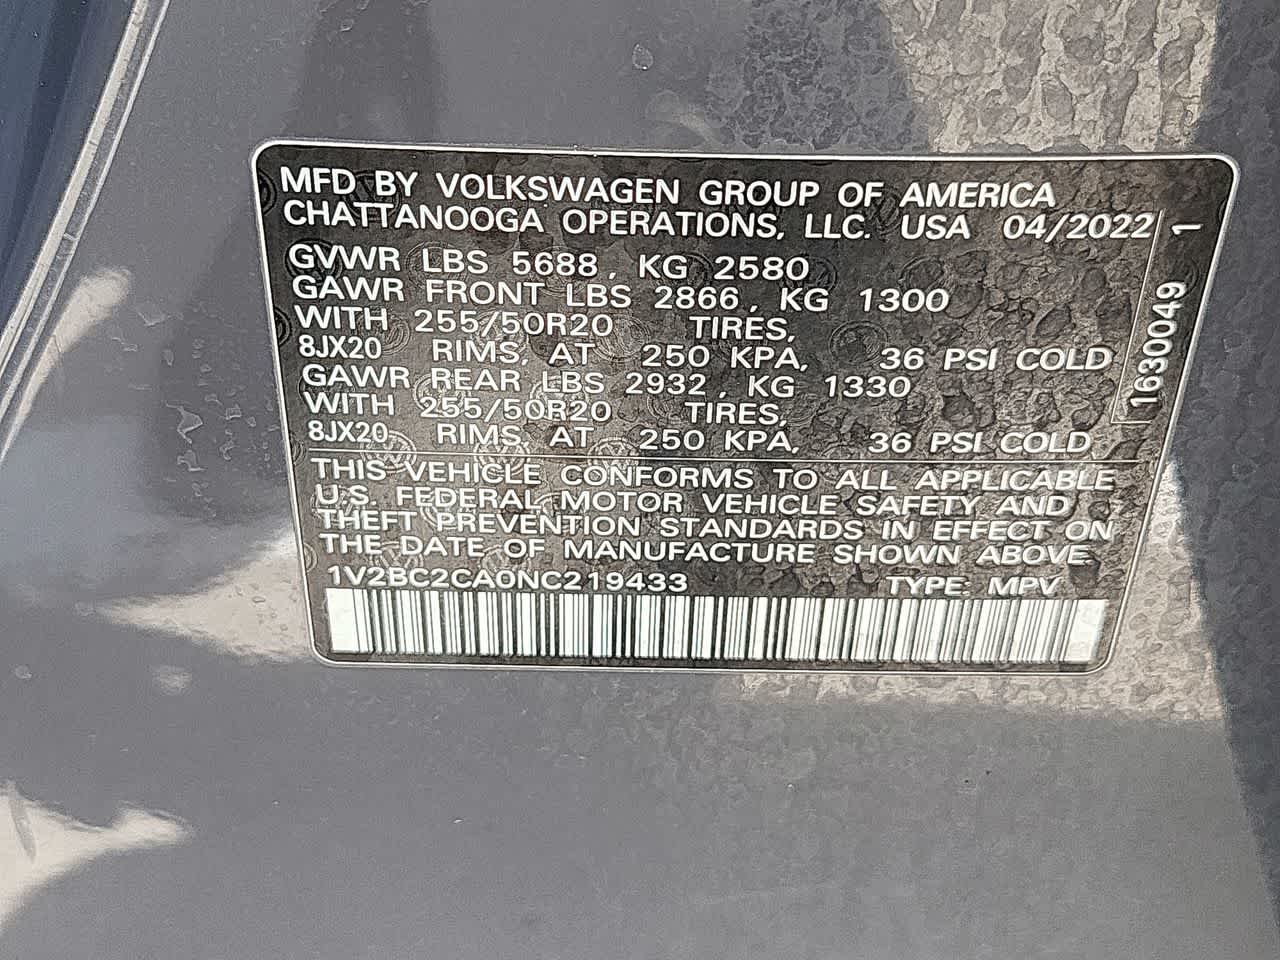 MFD BY VOLKSWAGEN GROUP OF AMERICA
CHATTANOOGA OPERATIONS, LLC. USA 04/2022
GVWR LBS 5688, KG 2580
GAWR FRONT LBS 2866, KG 1300
WITH 255/50R20 TIRES,
8JX20 RIMS, AT 250 KPA, 36 PSI COLD
GAWR REAR LBS 2932, KG 1330
WITH 255/50R20 TIRES,
8JX20 RIMS, AT 250 KPA, 36 PSI COLD
THIS VEHICLE CONFORMS TO ALL APPLICABLE
U.S. FEDERAL MOTOR VEHICLE SAFETY AND
THEFT PREVENTION STANDARDS IN EFFECT ON
THE DATE OF MANUFACTURE SHOWN ABOVE.
1V2BC2CA0NC219433 TYPE: MPV
1630049 1